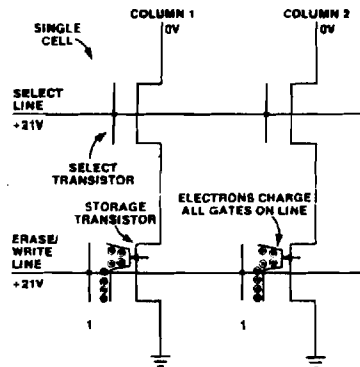 COLUMN 1
0V
COLUMN 2
0V
SINGLE
CELL
SELECT
LINE
+21V
SELECT
TRANSISTOR
STORAGE
TRANSISTOR
ELECTRONS CHARGE
ALL GATES ON LINE
ERASE/
WRITE
LINE
+21V
1
1